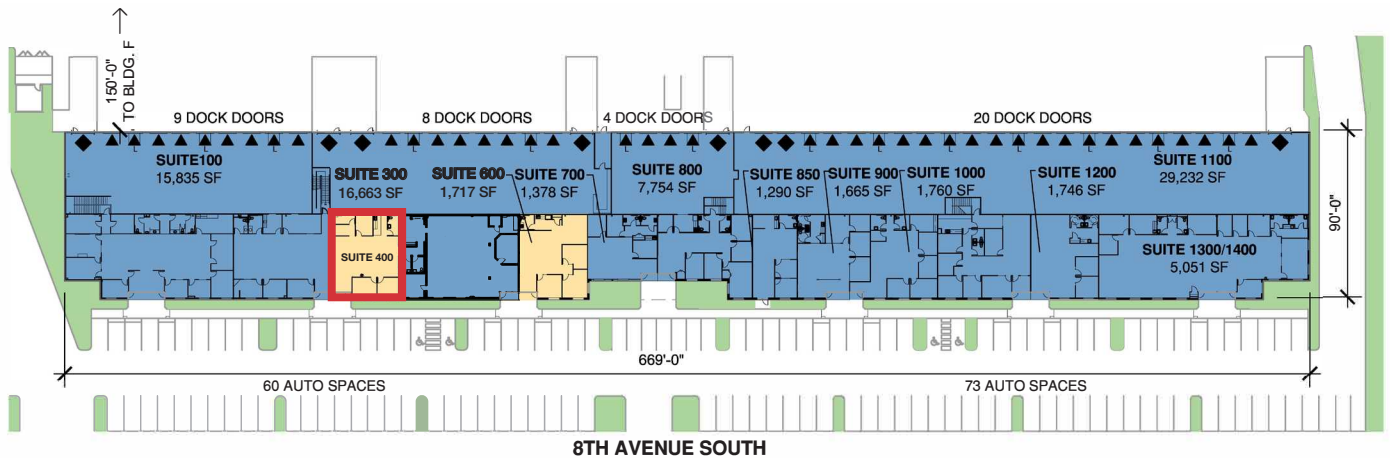 150'-0"
TO BLDG. F
9 DOCK DOORS
8 DOCK DOORS
4 DOCK DOORS
20 DOCK DOORS
SUITE100
15,835 SF
SUITE 300
16,663 SF
SUITE 600
1,717 SF
SUITE 700
1,378 SF
SUITE 800
7,754 SF
SUITE 850
1,290 SF
SUITE 900
1,665 SF
SUITE 1000
1,760 SF
SUITE 1200
1,746 SF
SUITE 1100
29,232 SF
SUITE 400
SUITE 1300/1400
5,051 SF
90'-0"
669'-0"
60 AUTO SPACES
73 AUTO SPACES
8TH AVENUE SOUTH